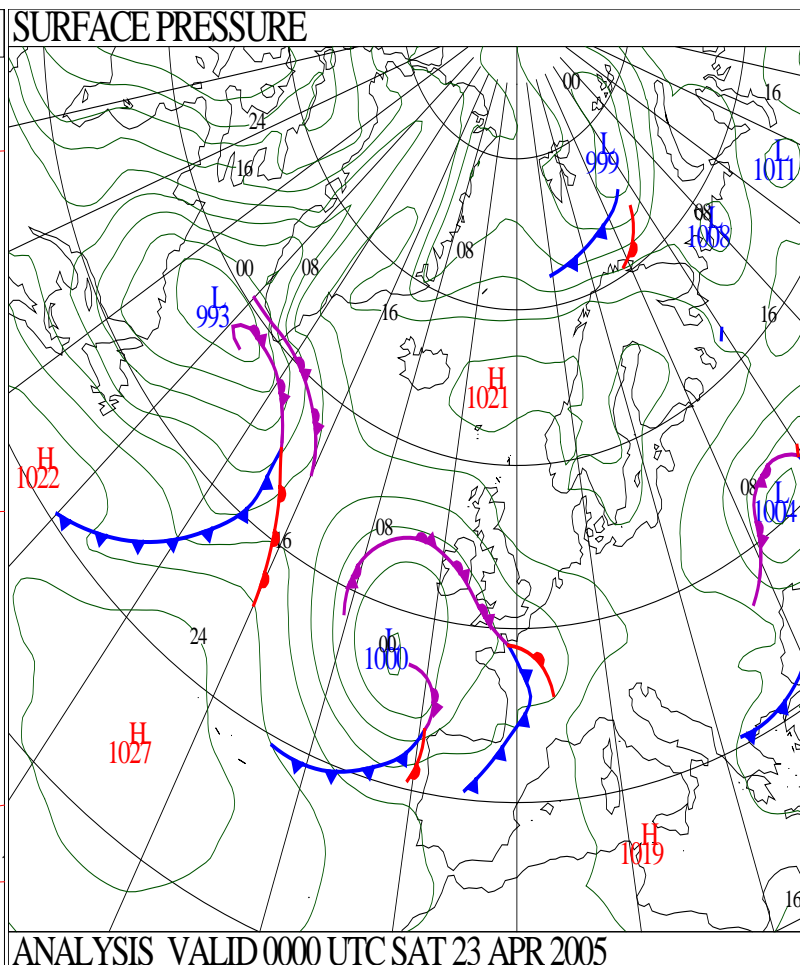 SURFACE PRESSURE
00
16
24
L
999
L
1011
16
08
L
1008
08
00
08
L
993
16
16
H
1021
H
1022
08
L
1004
08
16
24
L
00
1000
H
1027
H
1019
16
ANALYSIS VALID 0000 UTC SAT 23 APR 2005